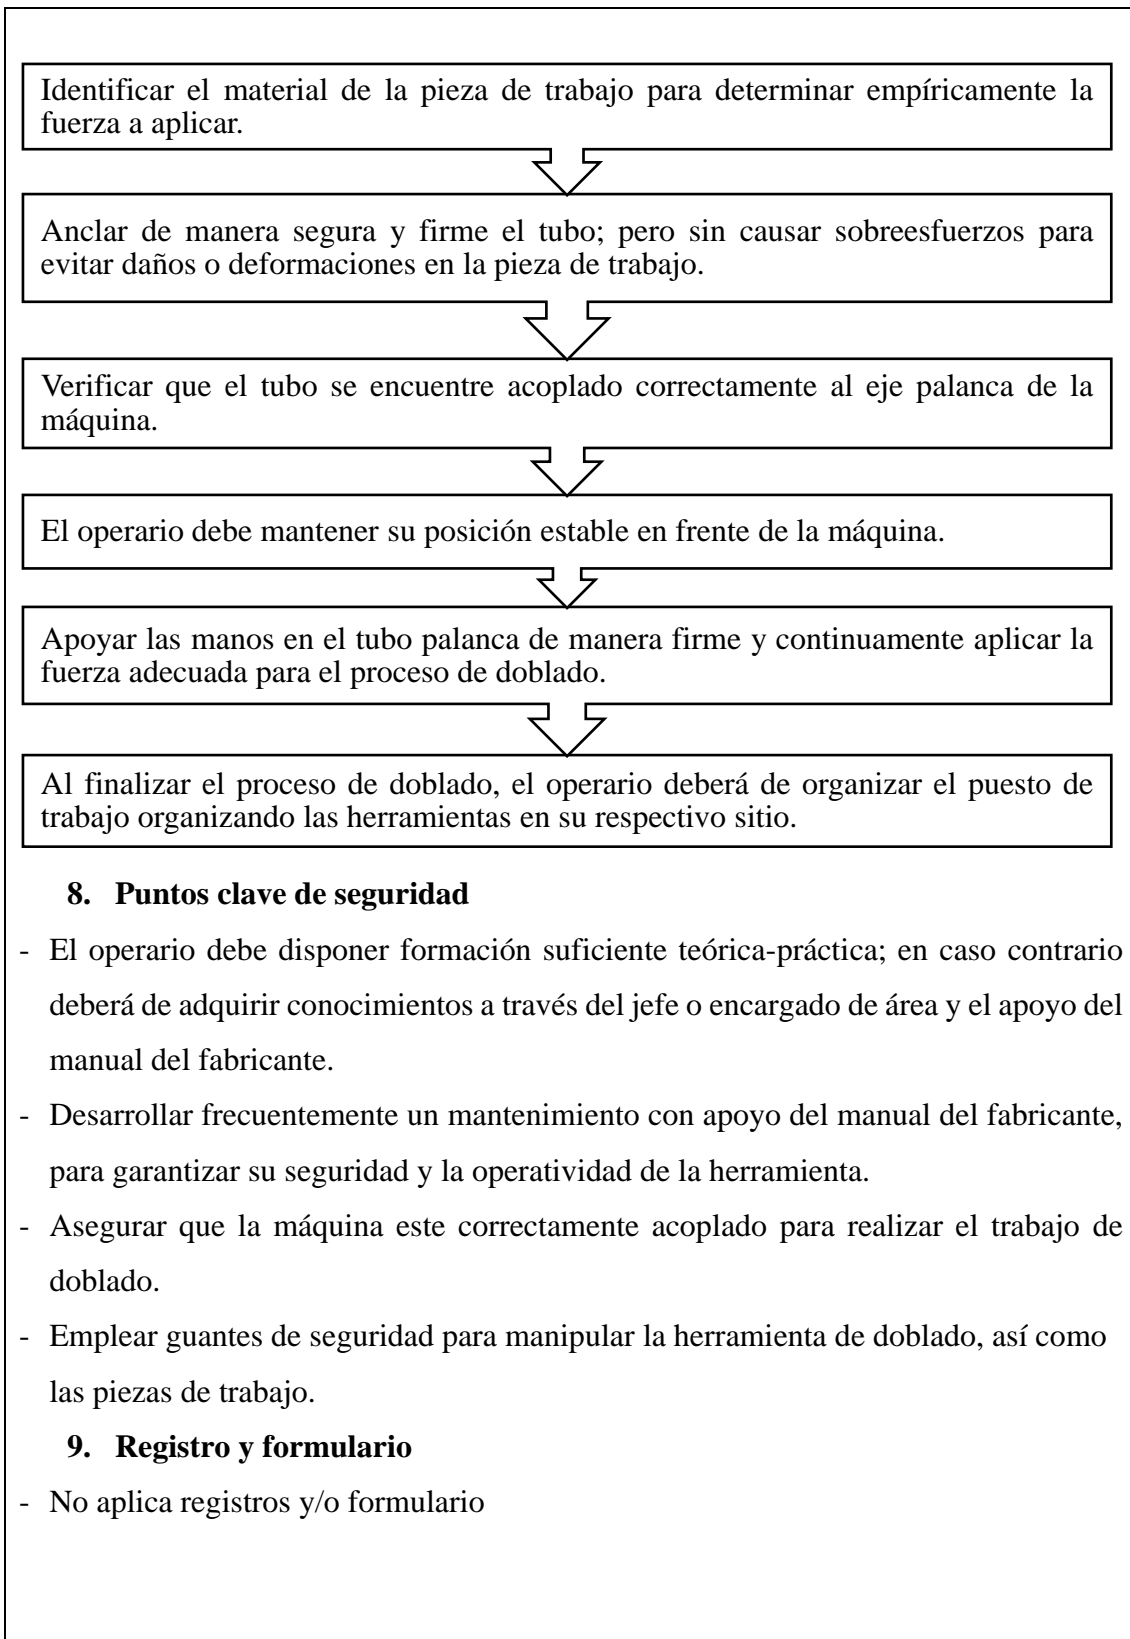 Identificar el material de la pieza de trabajo para determinar empíricamente la
fuerza a aplicar.
Anclar de manera segura y firme el tubo; pero sin causar sobreesfuerzos para
evitar daños o deformaciones en la pieza de trabajo.
Verificar que el tubo se encuentre acoplado correctamente al eje palanca de la
máquina.
El operario debe mantener su posición estable en frente de la máquina.
Apoyar las manos en el tubo palanca de manera firme y continuamente aplicar la
fuerza adecuada para el proceso de doblado.
Al finalizar el proceso de doblado, el operario deberá de organizar el puesto de
trabajo organizando las herramientas en su respectivo sitio.
8. Puntos clave de seguridad
- El operario debe disponer formación suficiente teórica-práctica; en caso contrario
deberá de adquirir conocimientos a través del jefe o encargado de área y el apoyo del
manual del fabricante.
- Desarrollar frecuentemente un mantenimiento con apoyo del manual del fabricante,
para garantizar su seguridad y la operatividad de la herramienta.
- Asegurar que la máquina este correctamente acoplado para realizar el trabajo de
doblado.
- Emplear guantes de seguridad para manipular la herramienta de doblado, así como
las piezas de trabajo.
9. Registro y formulario
- No aplica registros y/o formulario